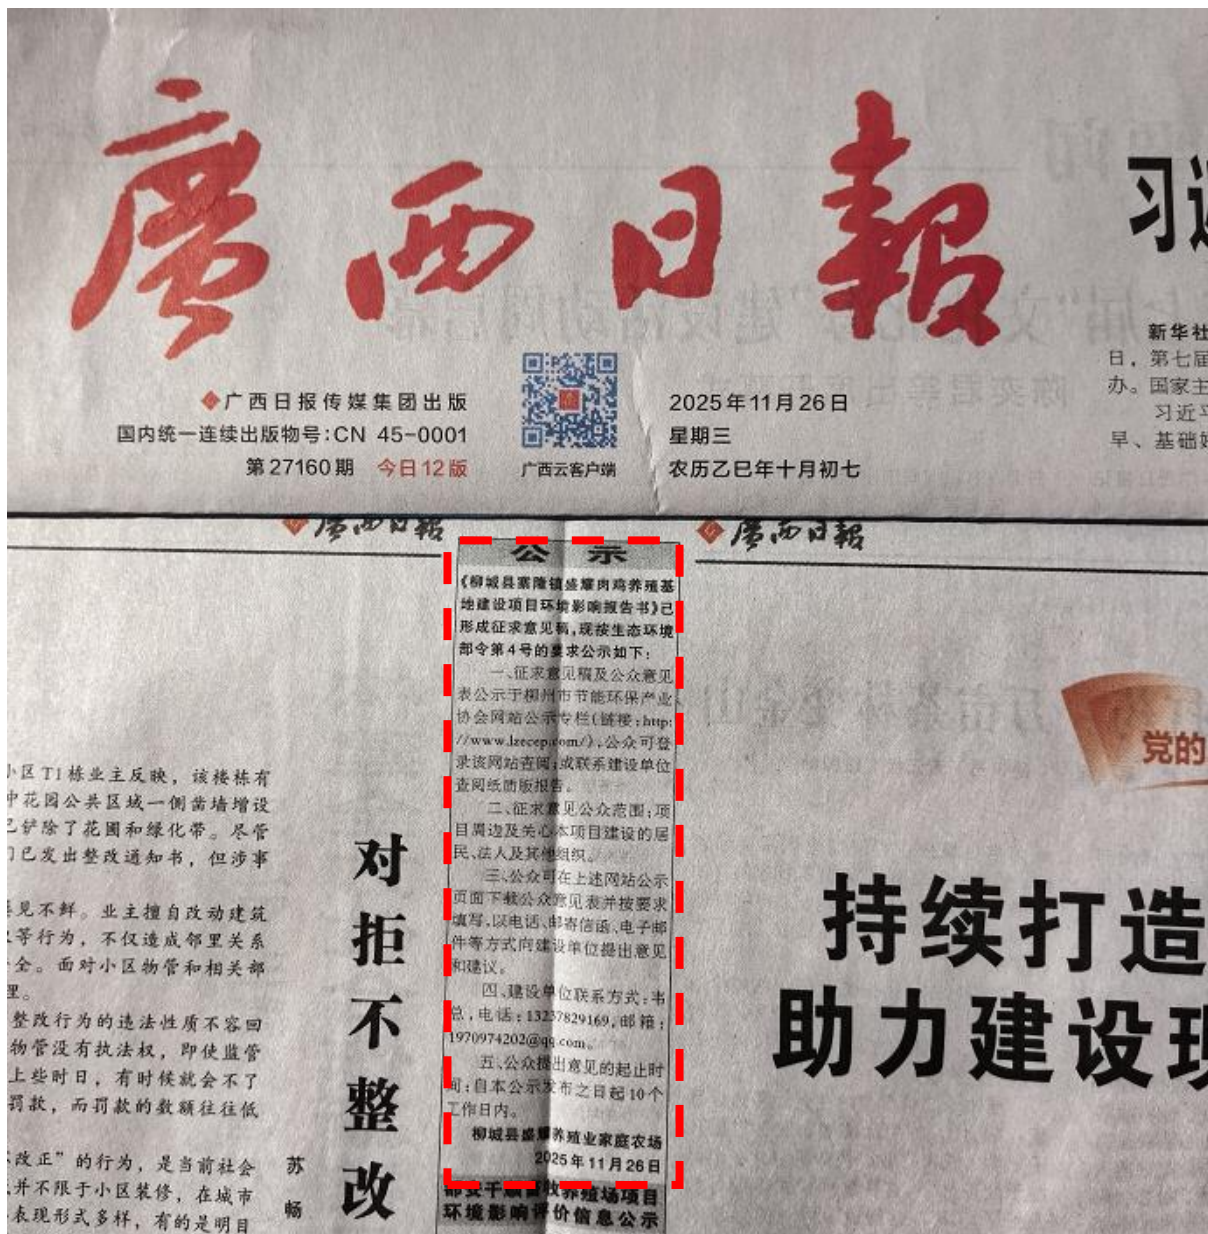 廣西日報
习近
◆广西日报传媒集团出版
国内统一连续出版物号:CN 45-0001
第27160期 今日12版
广西云客户端
2025年11月26日
星期三
农历乙巳年十月初七
新华社
日,第七届
办。国家主
习近平
早、基础好
廣西日報
公 示
《柳城县寨隆镇盛耀肉鸡养殖基
地建设项目环境影响报告书》已
形成征求意见稿,现按生态环境
部令第4号的要求公示如下:
一、征求意见稿及公众意见
表公示于柳州市节能环保产业
协会网站公示专栏(链接:http:
//www.lzecep.com/),公众可登
录该网站查阅;或联系建设单位
查阅纸质版报告。
二、征求意见公众范围:项
目周边及关心本项目建设的居
民、法人及其他组织。
三、公众可在上述网站公示
页面下载公众意见表并按要求
填写,以电话、邮寄信函、电子邮
件等方式向建设单位提出意见
和建议。
四、建设单位联系方式:韦
总,电话:13237829169,邮箱:
1970974202@qq.com。
五、公众提出意见的起止时
间:自本公示发布之日起10个
工作日内。
柳城县盛耀养殖业家庭农场
2025年11月26日
牧养殖场项目
环境影响评价信息公示
廣西日報
小区T1栋业主反映,该楼栋有
中花园公共区域一侧凿墙增设
已铲除了花圃和绿化带。尽管
门已发出整改通知书,但涉事
见不鲜。业主擅自改动建筑
等行为,不仅造成邻里关系
全。面对小区物管和相关部
理。
整改行为的违法性质不容回
物管没有执法权,即使监管
上些时日,有时候就会不了
罚款,而罚款的数额往往低
改正”的行为,是当前社会
并不限于小区装修,在城市
表现形式多样,有的是明目
对拒不整改
苏畅
党的
持续打造
助力建设现